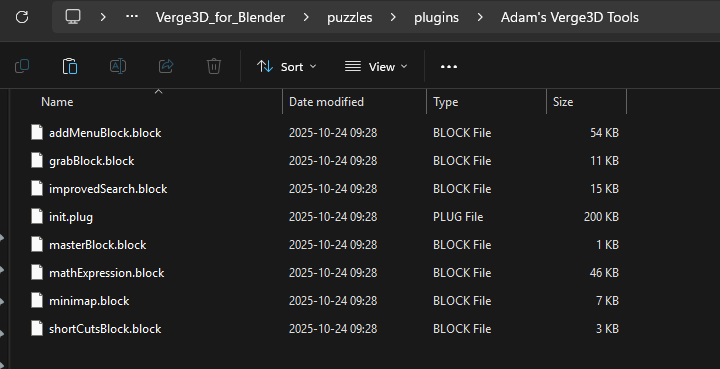 Verge3D_for_Blender > puzzles > plugins > Adam's Verge3D Tools
Sort View
Name Date modified Type Size
addMenuBlock.block 2025-10-24 09:28 BLOCK File 54 KB
grabBlock.block 2025-10-24 09:28 BLOCK File 11 KB
improvedSearch.block 2025-10-24 09:28 BLOCK File 15 KB
init.plug 2025-10-24 09:28 PLUG File 200 KB
masterBlock.block 2025-10-24 09:28 BLOCK File 1 KB
mathExpression.block 2025-10-24 09:28 BLOCK File 46 KB
minimap.block 2025-10-24 09:28 BLOCK File 7 KB
shortCutsBlock.block 2025-10-24 09:28 BLOCK File 3 KB